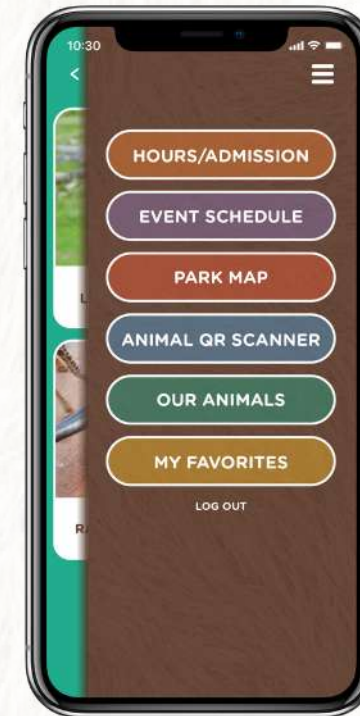 10:30
<
HOURS/ADMISSION
EVENT SCHEDULE
PARK MAP
ANIMAL QR SCANNER
OUR ANIMALS
MY FAVORITES
LOG OUT